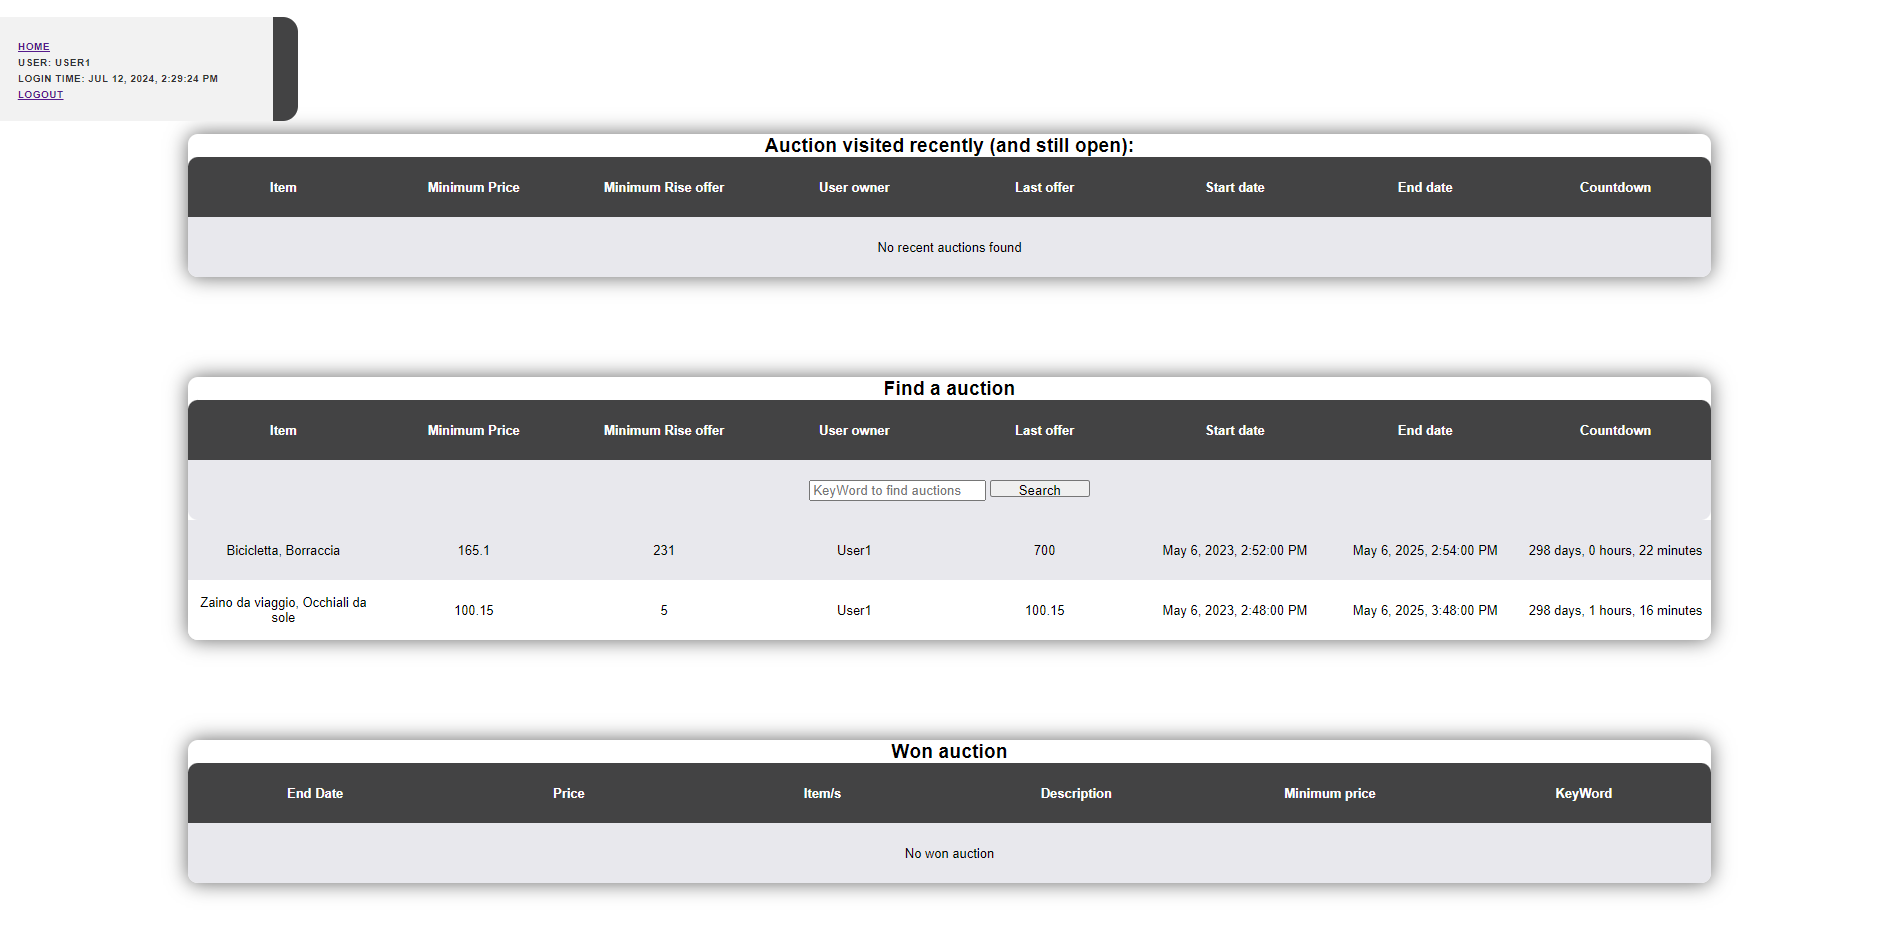 HOME
USER: USER1
LOGIN TIME: JUL 12, 2024, 2:29:24 PM
LOGOUT
Auction visited recently (and still open):
Item Minimum Price Minimum Rise offer User owner Last offer Start date End date Countdown
No recent auctions found
Find a auction
Item Minimum Price Minimum Rise offer User owner Last offer Start date End date Countdown
KeyWord to find auctions Search
Bicicletta, Borraccia 165.1 231 User1 700 May 6, 2023, 2:52:00 PM May 6, 2025, 2:54:00 PM 298 days, 0 hours, 22 minutes
Zaino da viaggio, Occhiali da
sole 100.15 5 User1 100.15 May 6, 2023, 2:48:00 PM May 6, 2025, 3:48:00 PM 298 days, 1 hours, 16 minutes
Won auction
End Date Price Item/s Description Minimum price KeyWord
No won auction